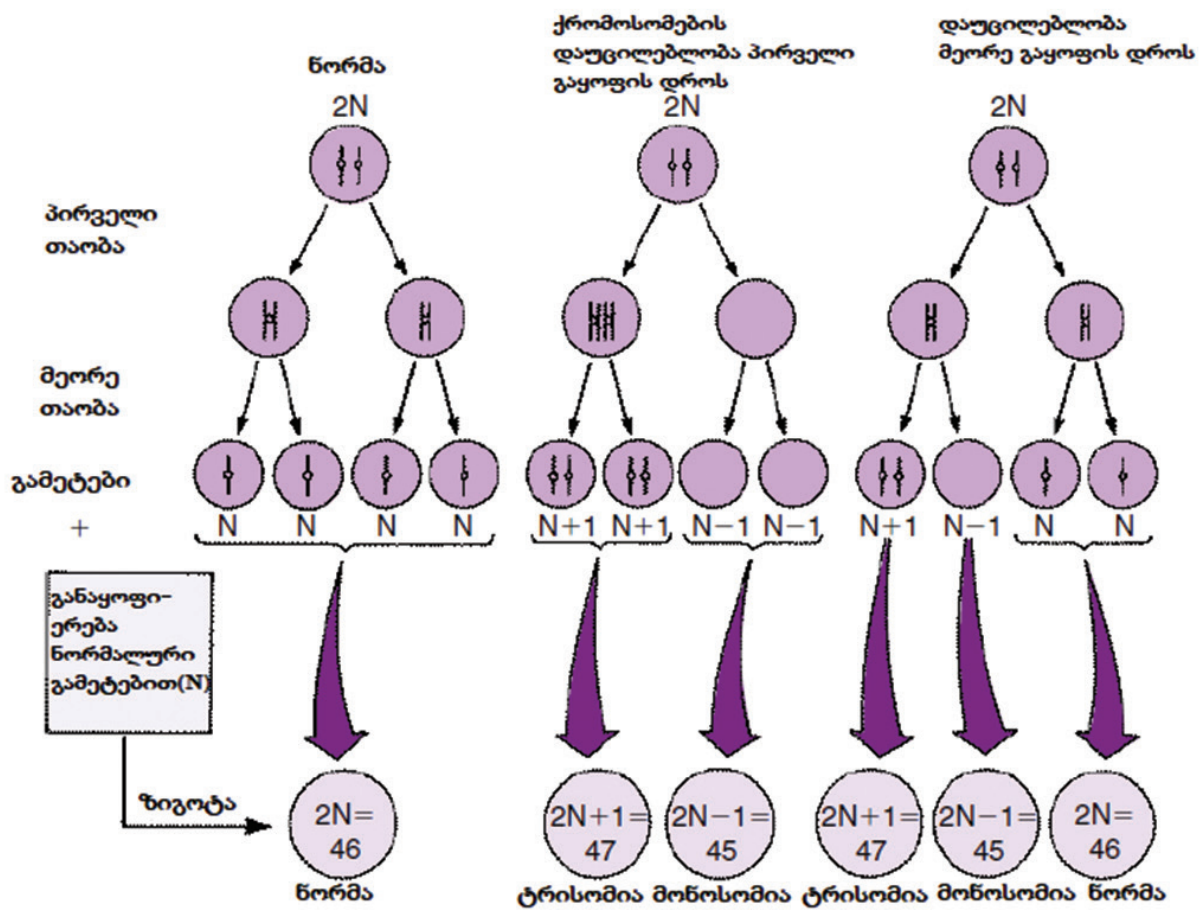 ნორმა
2N
ქრომოსომების
დაუცილებლობა პირველი
გაყოფის დროს
2N
დაუცილებლობა
მეორე გაყოფის დროს
2N
პირველი
თაობა
მეორე
თაობა
გამეტები
+
N N N N
N+1 N+1 N−1 N−1
N+1 N−1 N N
განაყოფი-
ერება
ნორმალური
გამეტებით(N)
ზიგოტა
2N=
46
ნორმა
2N+1=
47
ტრისომია
2N−1=
45
მონოსომია
2N+1=
47
ტრისომია
2N−1=
45
მონოსომია
2N=
46
ნორმა